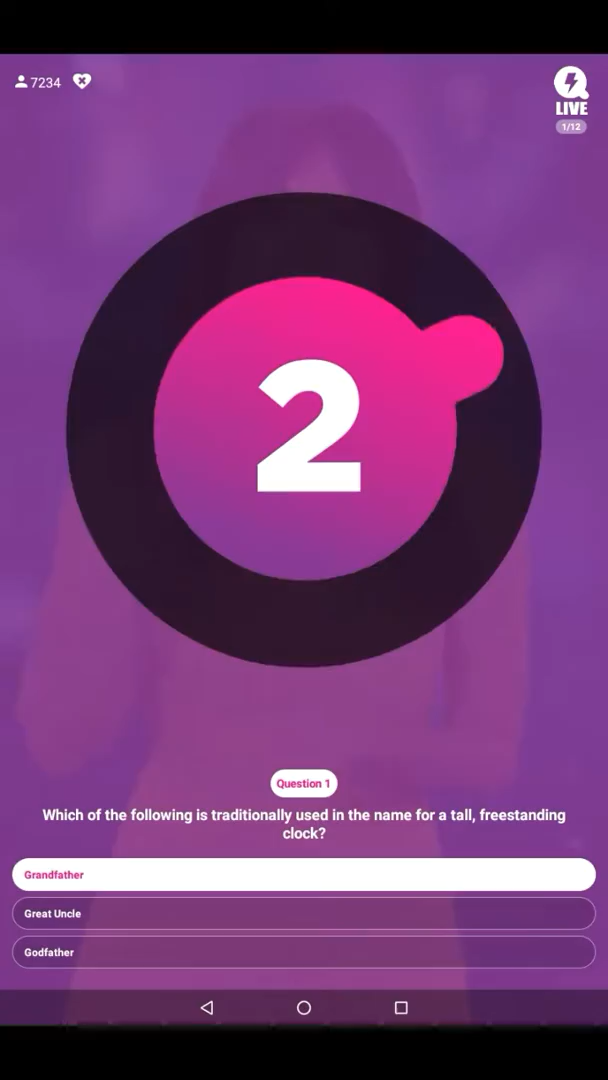 7234
LIVE
1/12
2
Question 1
Which of the following is traditionally used in the name for a tall, freestanding
clock?
Grandfather
Great Uncle
Godfather